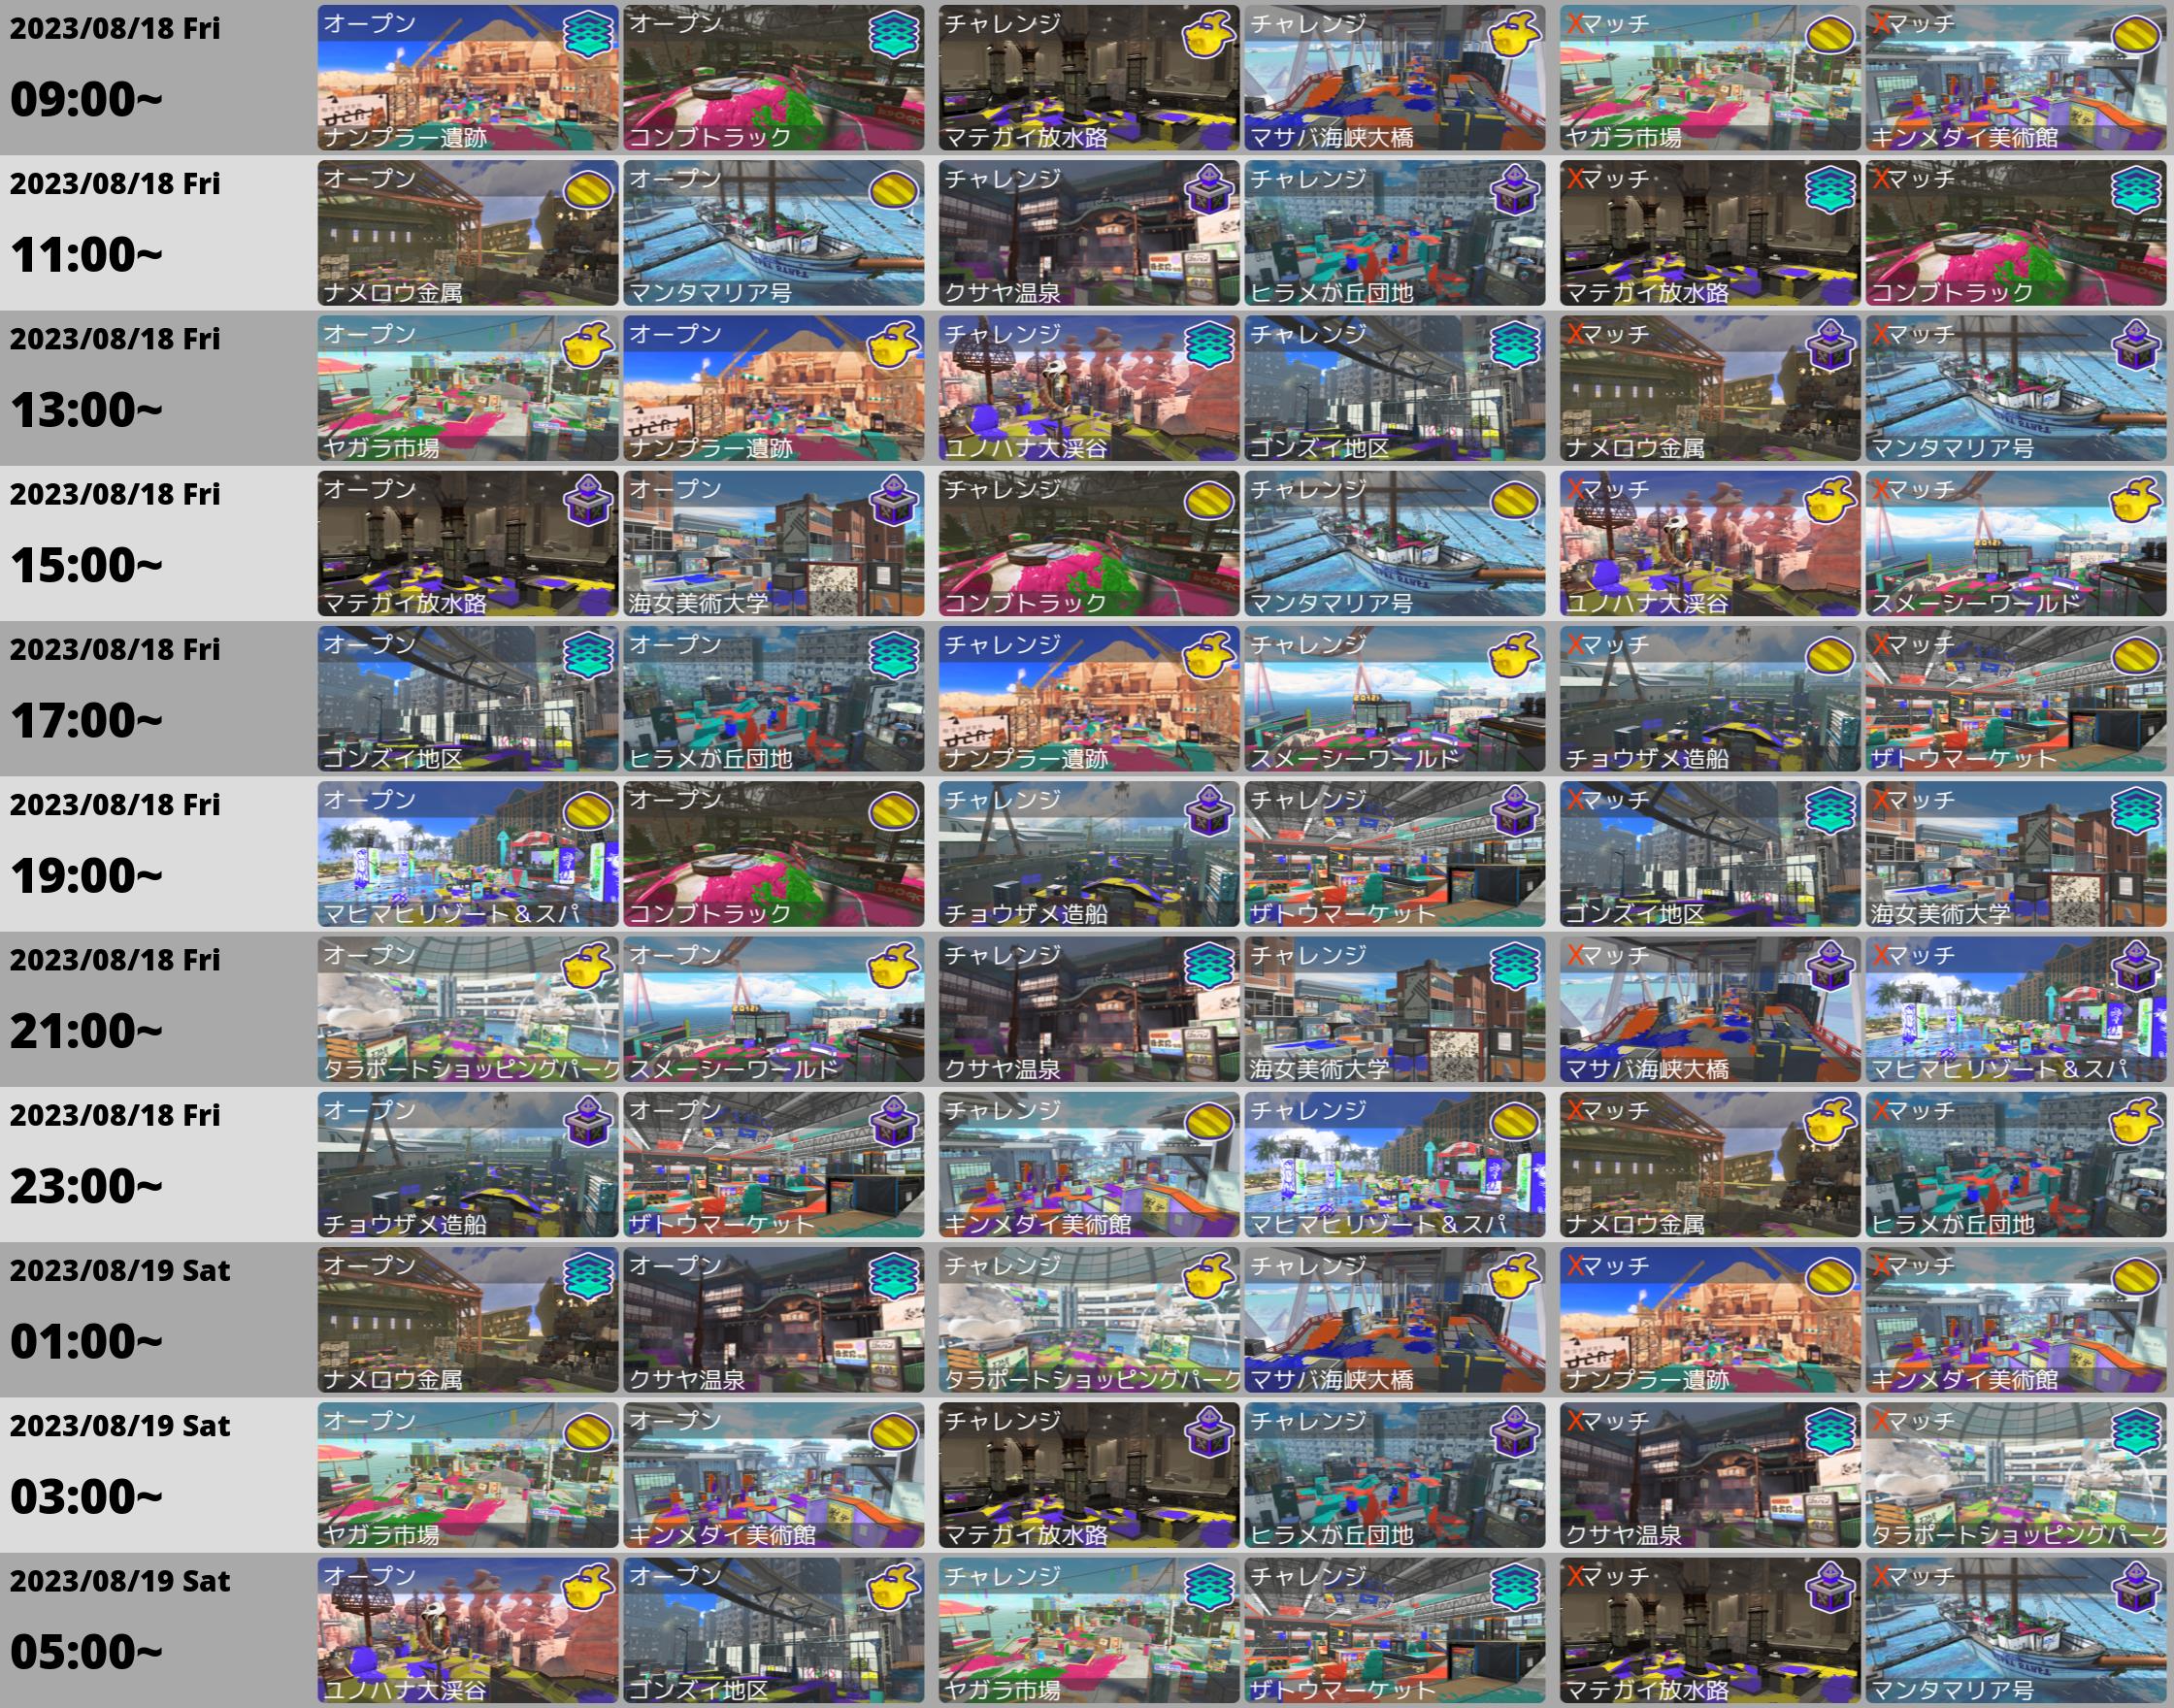 2023/08/18 Fri
09:00~
オープン
ナンプラー遺跡
オープン
コンブトラック
チャレンジ
マテガイ放水路
チャレンジ
マサバ海峡大橋
Xマッチ
ヤガラ市場
Xマッチ
キンメダイ美術館
2023/08/18 Fri
11:00~
オープン
ナメロウ金属
オープン
マンタマリア号
チャレンジ
クサヤ温泉
チャレンジ
ヒラメが丘団地
Xマッチ
マテガイ放水路
Xマッチ
コンブトラック
2023/08/18 Fri
13:00~
オープン
ヤガラ市場
オープン
ナンプラー遺跡
チャレンジ
ユノハナ大渓谷
チャレンジ
ゴンズイ地区
Xマッチ
ナメロウ金属
Xマッチ
マンタマリア号
2023/08/18 Fri
15:00~
オープン
マテガイ放水路
オープン
海女美術大学
チャレンジ
コンブトラック
チャレンジ
マンタマリア号
Xマッチ
ユノハナ大渓谷
Xマッチ
スメーシーワールド
2023/08/18 Fri
17:00~
オープン
ゴンズイ地区
オープン
ヒラメが丘団地
チャレンジ
ナンプラー遺跡
チャレンジ
スメーシーワールド
Xマッチ
チョウザメ造船
Xマッチ
ザトウマーケット
2023/08/18 Fri
19:00~
オープン
マヒマヒリゾート＆スパ
オープン
コンブトラック
チャレンジ
チョウザメ造船
チャレンジ
ザトウマーケット
Xマッチ
ゴンズイ地区
Xマッチ
海女美術大学
2023/08/18 Fri
21:00~
オープン
タラポートショッピングパーク
オープン
スメーシーワールド
チャレンジ
クサヤ温泉
チャレンジ
海女美術大学
Xマッチ
マサバ海峡大橋
Xマッチ
マヒマヒリゾート＆スパ
2023/08/18 Fri
23:00~
オープン
チョウザメ造船
オープン
ザトウマーケット
チャレンジ
キンメダイ美術館
チャレンジ
マヒマヒリゾート＆スパ
Xマッチ
ナメロウ金属
Xマッチ
ヒラメが丘団地
2023/08/19 Sat
01:00~
オープン
ナメロウ金属
オープン
クサヤ温泉
チャレンジ
タラポートショッピングパーク
チャレンジ
マサバ海峡大橋
Xマッチ
ナンプラー遺跡
Xマッチ
キンメダイ美術館
2023/08/19 Sat
03:00~
オープン
ヤガラ市場
オープン
キンメダイ美術館
チャレンジ
マテガイ放水路
チャレンジ
ヒラメが丘団地
Xマッチ
クサヤ温泉
Xマッチ
タラポートショッピングパーク
2023/08/19 Sat
05:00~
オープン
ユノハナ大渓谷
オープン
ゴンズイ地区
チャレンジ
ヤガラ市場
チャレンジ
ザトウマーケット
Xマッチ
マテガイ放水路
Xマッチ
マンタマリア号